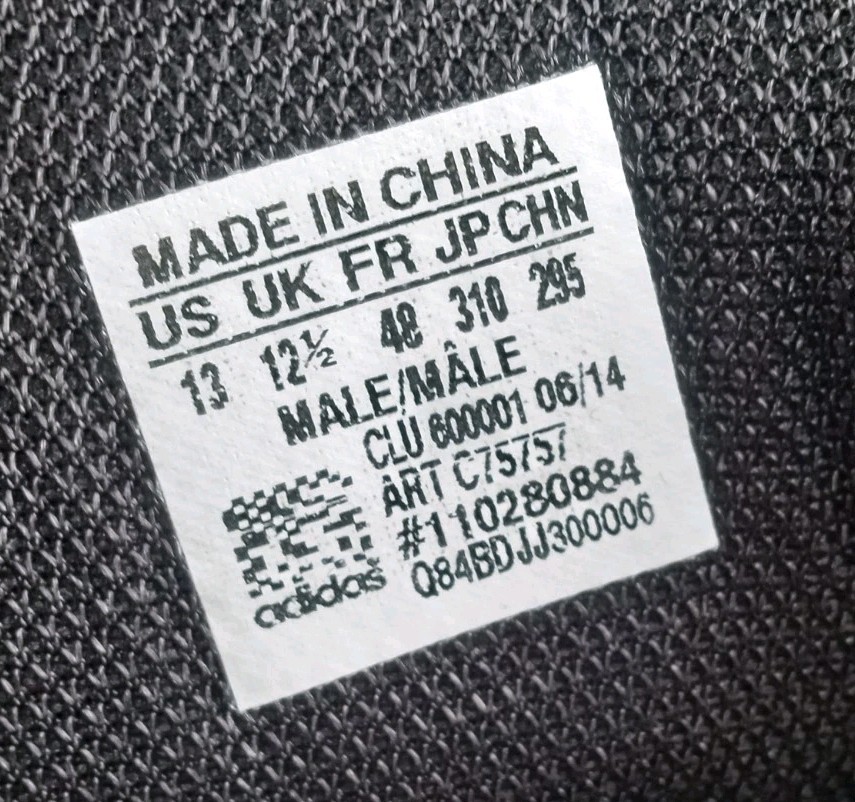 MADE IN CHINA
US UK FR JP CHN
13 12½ 48 310 295
MALE/MÂLE
CLU 600001 06/14
ART C75757
#110280884
Q84BDJJ300006
adidas